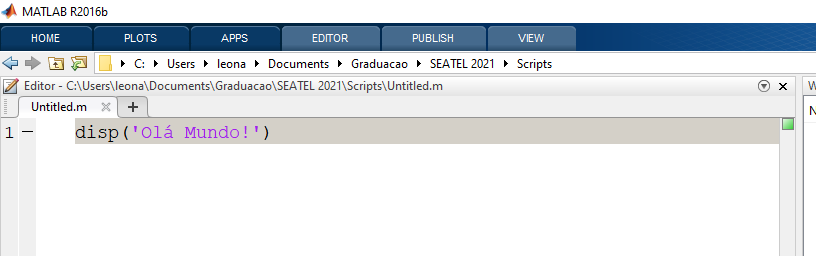 MATLAB R2016b
HOME PLOTS APPS EDITOR PUBLISH VIEW
C: Users leona Documents Graduacao SEATEL 2021 Scripts
Editor - C:\Users\leona\Documents\Graduacao\SEATEL 2021\Scripts\Untitled.m
Untitled.m
1 disp('Olá Mundo!')